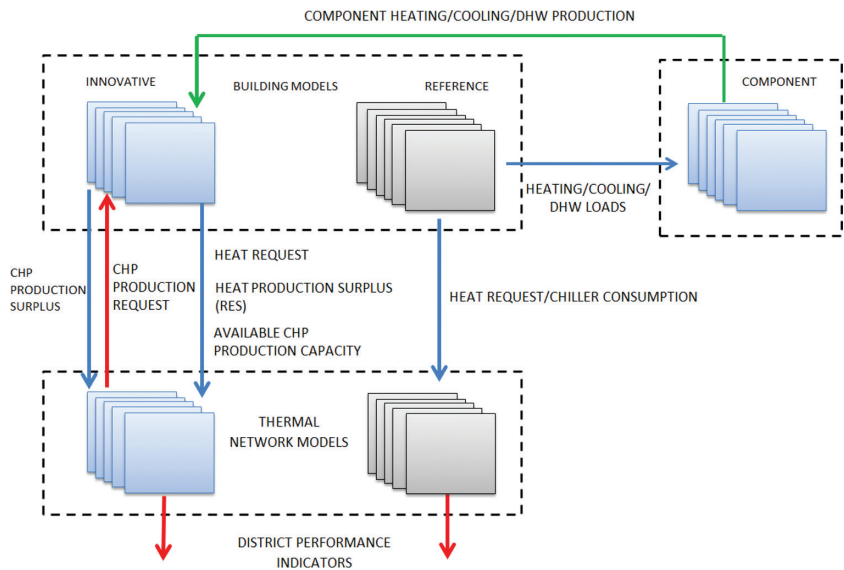 COMPONENT HEATING/COOLING/DHW PRODUCTION
INNOVATIVE
BUILDING MODELS
REFERENCE
COMPONENT
HEATING/COOLING/
DHW LOADS
CHP
PRODUCTION
SURPLUS
CHP
PRODUCTION
REQUEST
HEAT REQUEST
HEAT PRODUCTION SURPLUS
(RES)
AVAILABLE CHP
PRODUCTION CAPACITY
HEAT REQUEST/CHILLER CONSUMPTION
THERMAL
NETWORK MODELS
DISTRICT PERFORMANCE
INDICATORS